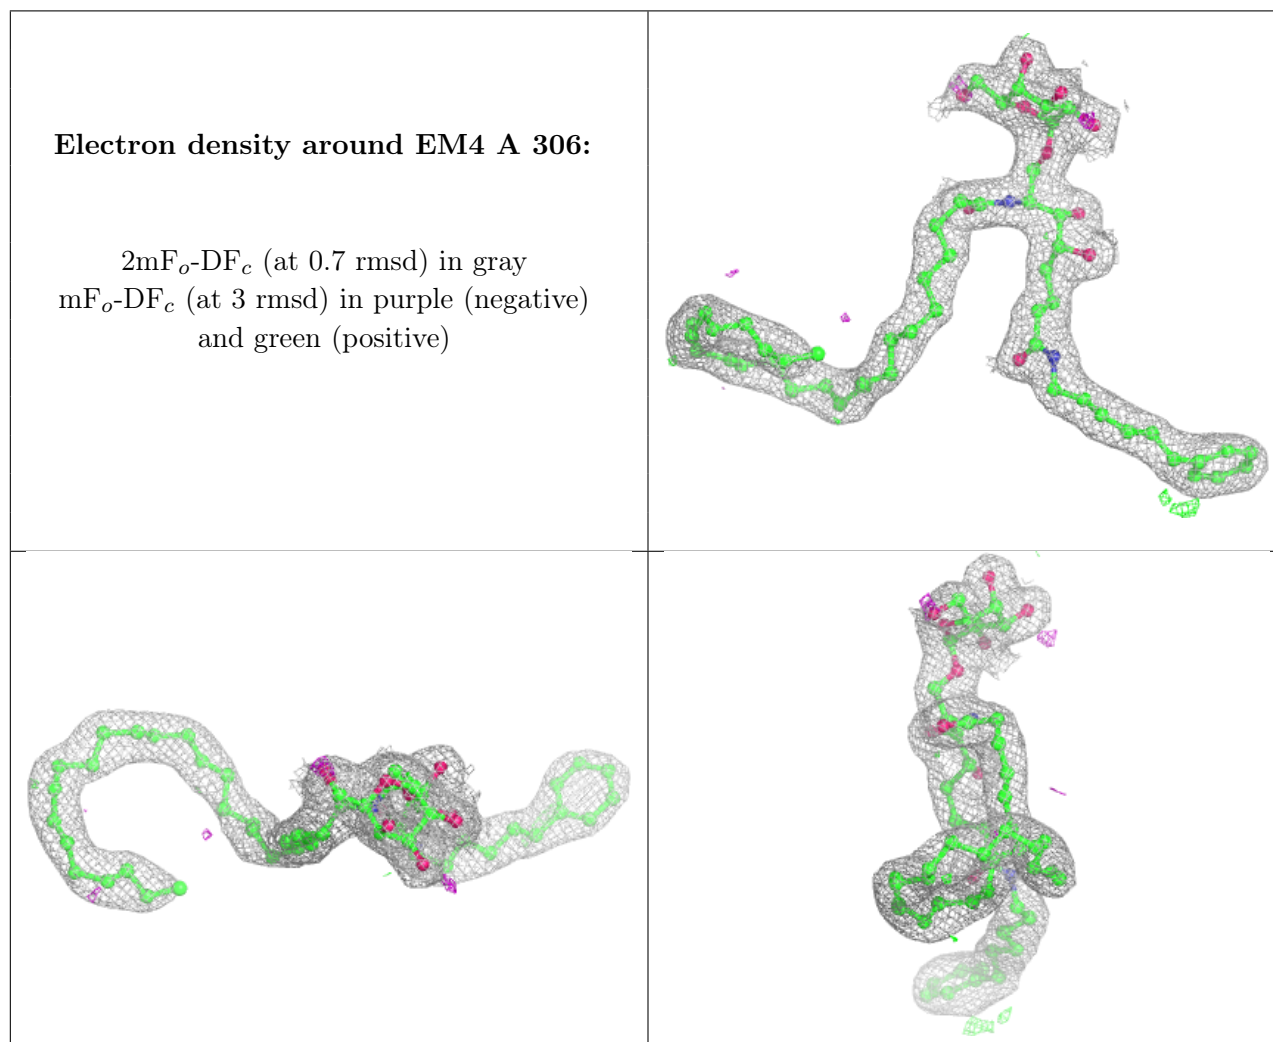 Electron density around EM4 A 306:
2mFₒ-DF𝒸 (at 0.7 rmsd) in gray
mFₒ-DF𝒸 (at 3 rmsd) in purple (negative)
and green (positive)